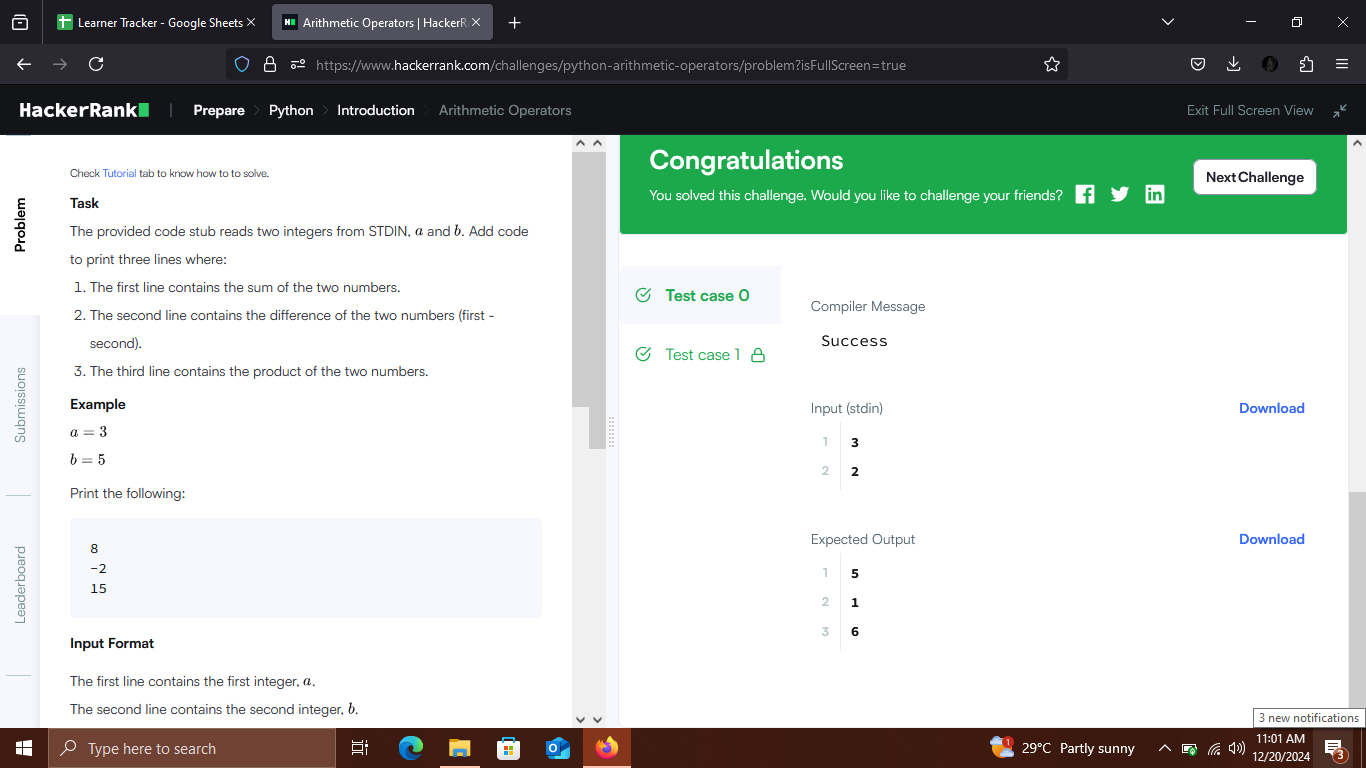 Learner Tracker - Google Sheets
Arithmetic Operators | HackerR
https://www.hackerrank.com/challenges/python-arithmetic-operators/problem?isFullScreen=true
HackerRank
Prepare
Python
Introduction
Arithmetic Operators
Exit Full Screen View
Problem
Submissions
Leaderboard
Check Tutorial tab to know how to to solve.
Task
The provided code stub reads two integers from STDIN, a and b. Add code
to print three lines where:
1. The first line contains the sum of the two numbers.
2. The second line contains the difference of the two numbers (first -
second).
3. The third line contains the product of the two numbers.
Example
a = 3
b = 5
Print the following:
8
-2
15
Input Format
The first line contains the first integer, a.
The second line contains the second integer, b.
Congratulations
You solved this challenge. Would you like to challenge your friends?
Next Challenge
Test case 0
Test case 1
Compiler Message
Success
Input (stdin)
Download
1 3
2 2
Expected Output
Download
1 5
2 1
3 6
3 new notifications
Type here to search
1
29°C Partly sunny
11:01 AM
12/20/2024
3